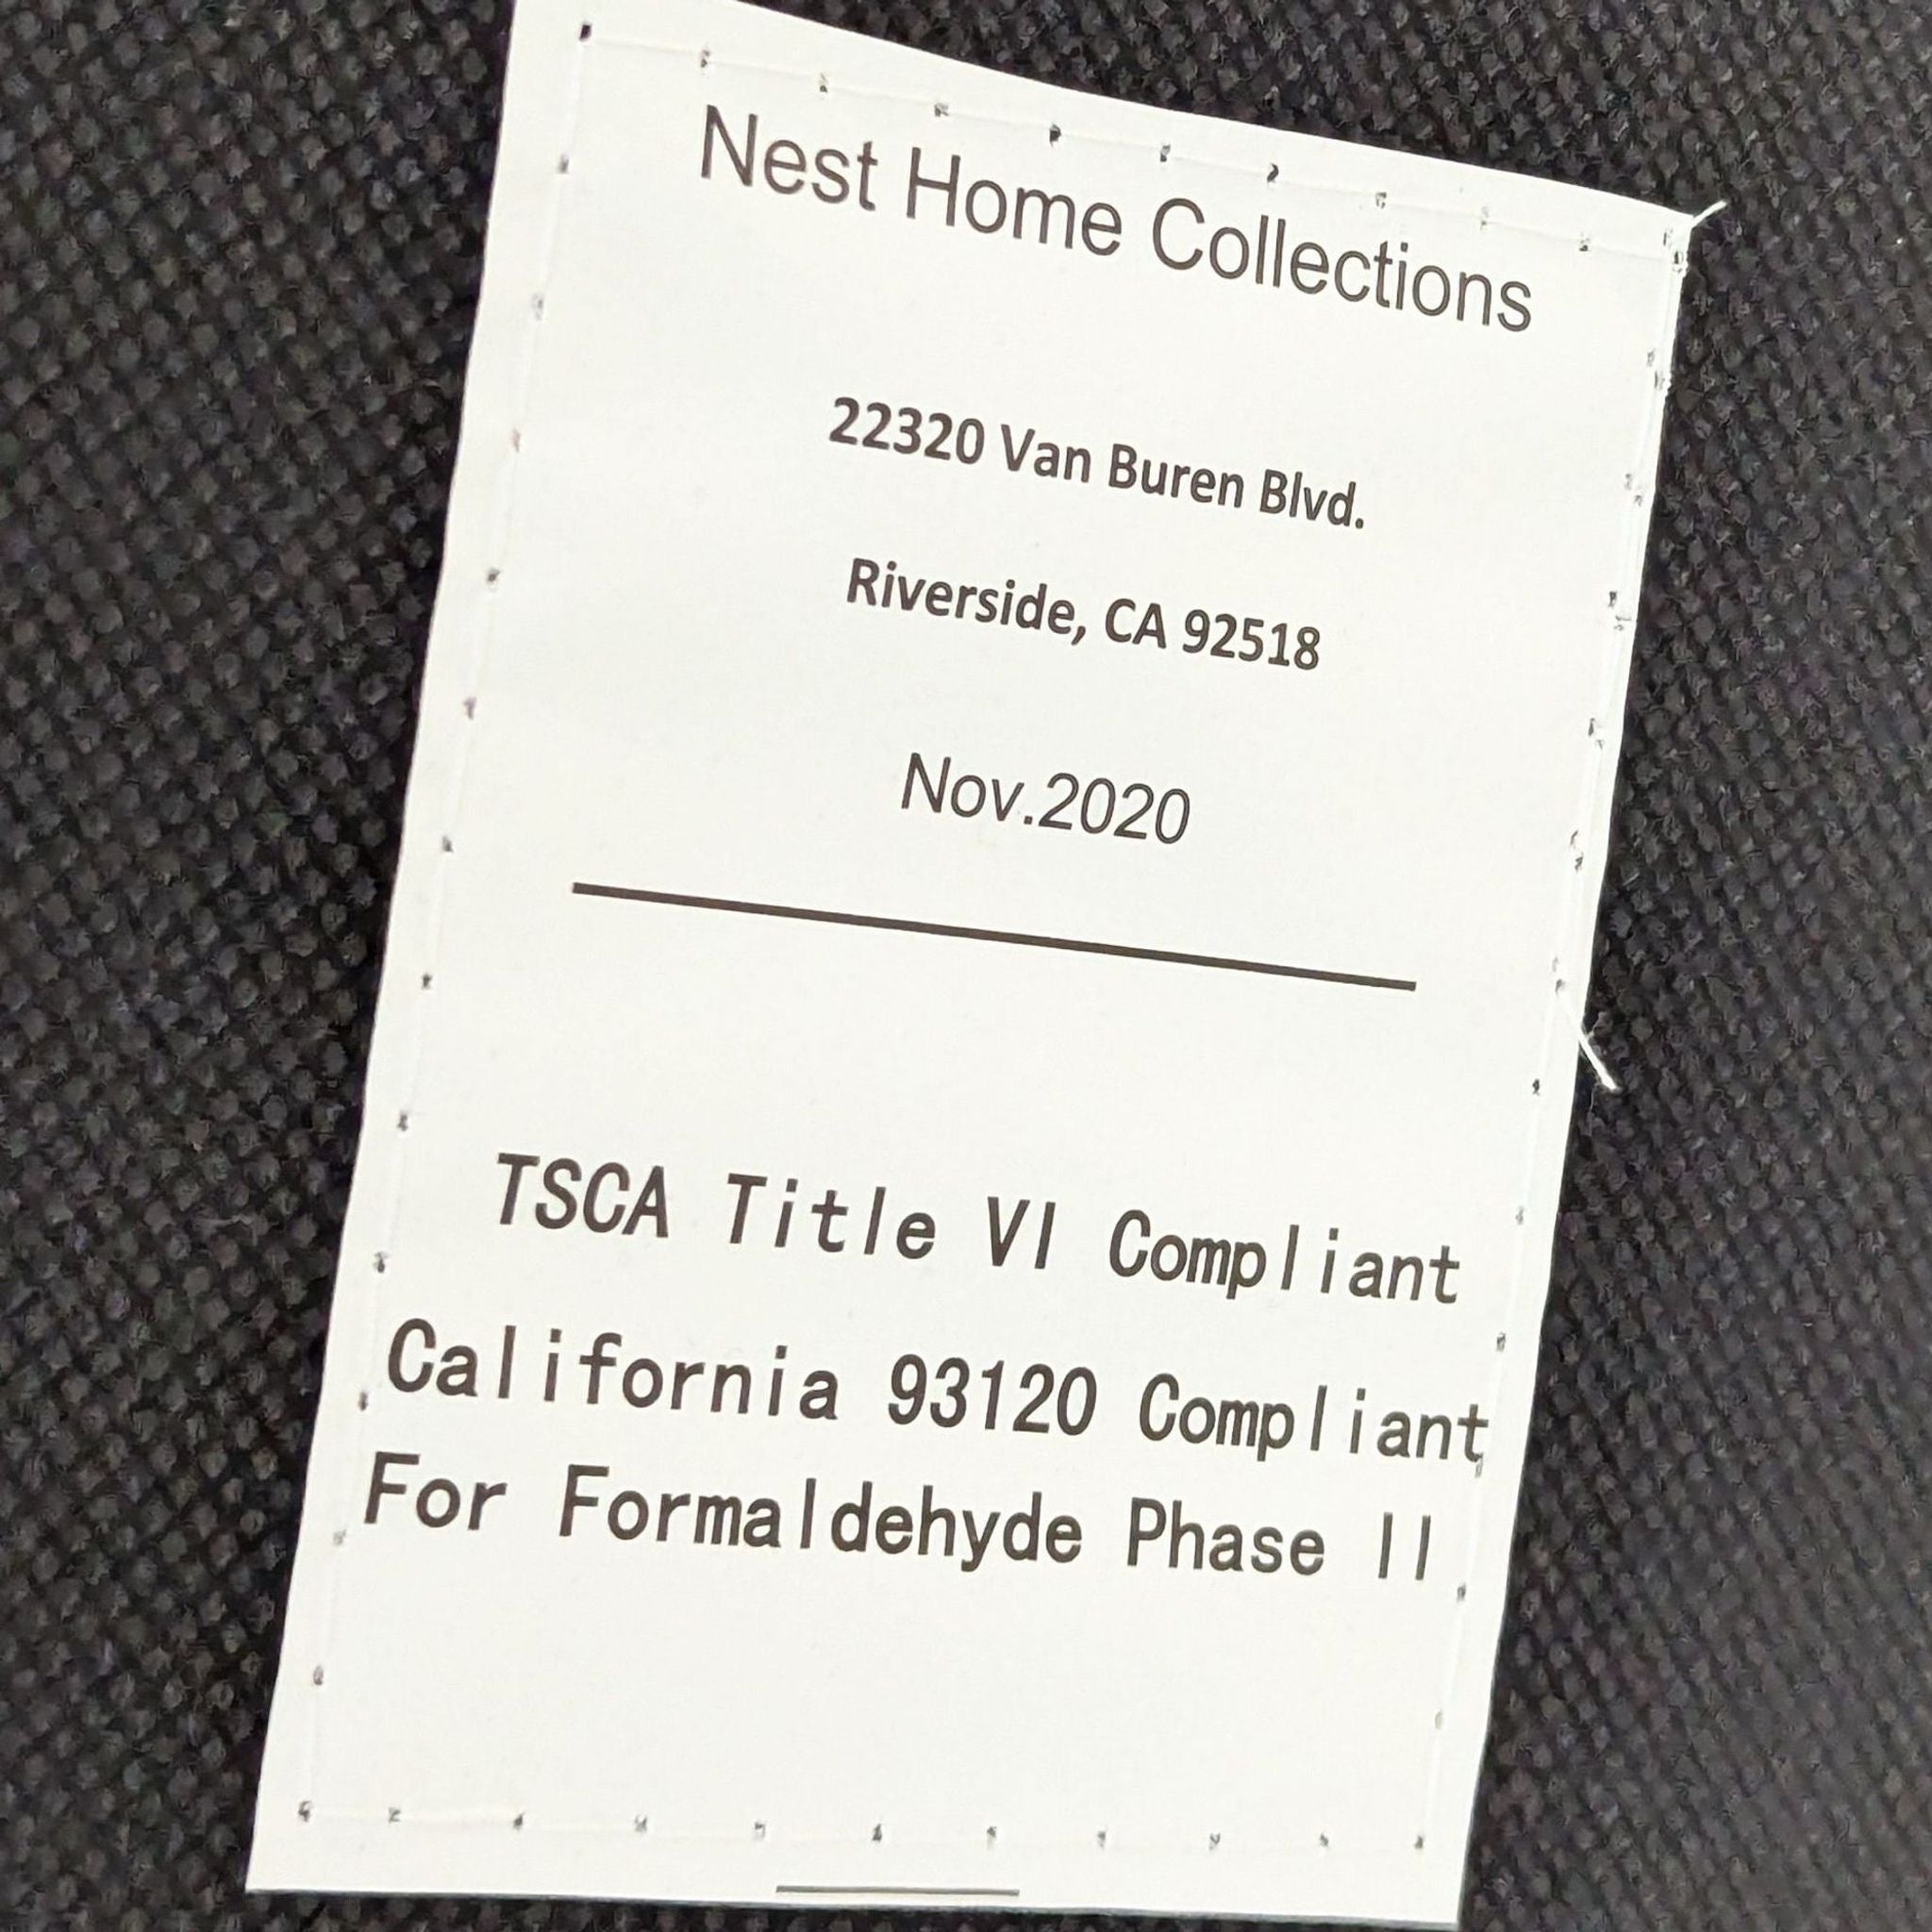 Nest Home Collections
22320 Van Buren Blvd.
Riverside, CA 92518
Nov.2020
TSCA Title VI Compliant
California 93120 Compliant
For Formaldehyde Phase II